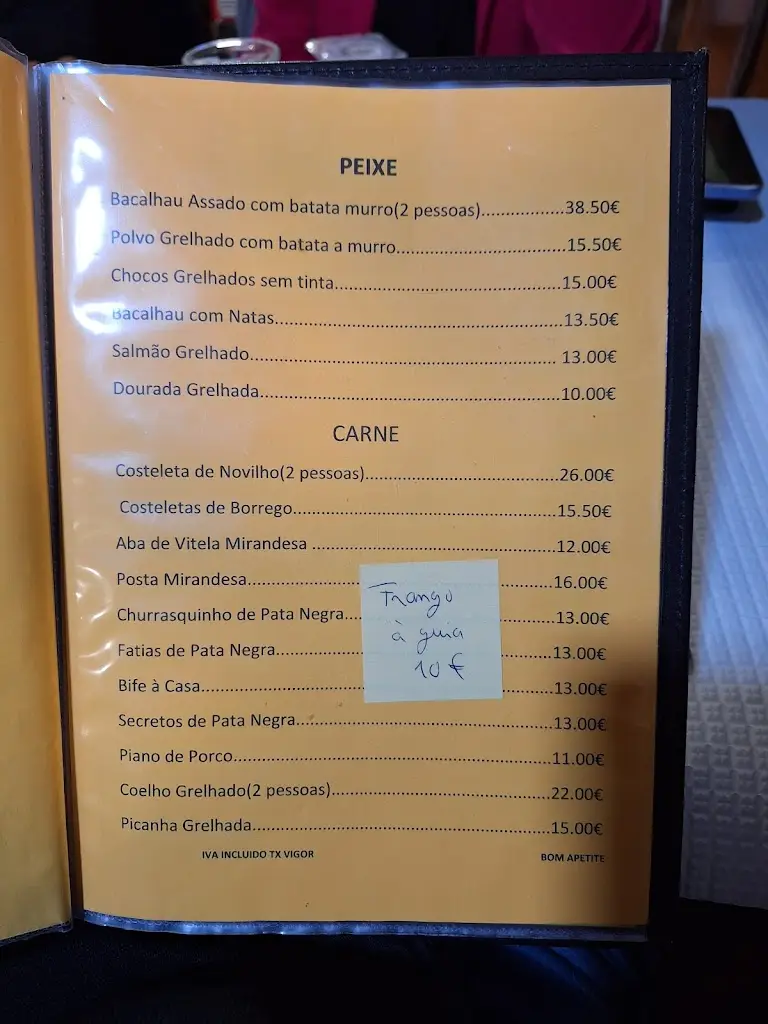 PEIXE
Bacalhau Assado com batata murro(2 pessoas)..................38.50€
Polvo Grelhado com batata a murro....................................15.50€
Chocos Grelhados sem tinta................................................15.00€
Bacalhau com Natas.............................................................13.50€
Salmão Grelhado................................................................. 13.00€
Dourada Grelhada................................................................10.00€
CARNE
Costeleta de Novilho(2 pessoas)..........................................26.00€
Costeletas de Borrego..........................................................15.50€
Aba de Vitela Mirandesa .....................................................12.00€
Posta Mirandesa..................................................................16.00€
Churrasquinho de Pata Negra..............................................13.00€
Fatias de Pata Negra............................................................13.00€
Bife à Casa...........................................................................13.00€
Secretos de Pata Negra........................................................13.00€
Piano de Porco.....................................................................11.00€
Coelho Grelhado(2 pessoas)................................................22.00€
Picanha Grelhada.................................................................15.00€
Frango
à guia
10 €
IVA INCLUIDO TX VIGOR BOM APETITE